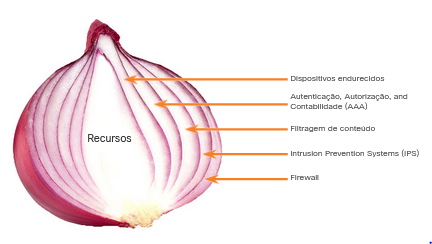 Dispositivos endurecidos
Autenticação, Autorização, and
Contabilidade (AAA)
Filtragem de conteúdo
Recursos
Intrusion Prevention Systems (IPS)
Firewall